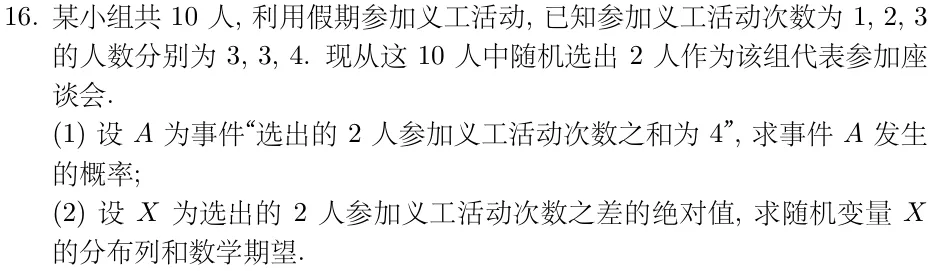 16. 某小组共 10 人, 利用假期参加义工活动, 已知参加义工活动次数为 1, 2, 3
的人数分别为 3, 3, 4. 现从这 10 人中随机选出 2 人作为该组代表参加座
谈会.
(1) 设 A 为事件“选出的 2 人参加义工活动次数之和为 4”, 求事件 A 发生
的概率;
(2) 设 X 为选出的 2 人参加义工活动次数之差的绝对值, 求随机变量 X
的分布列和数学期望.